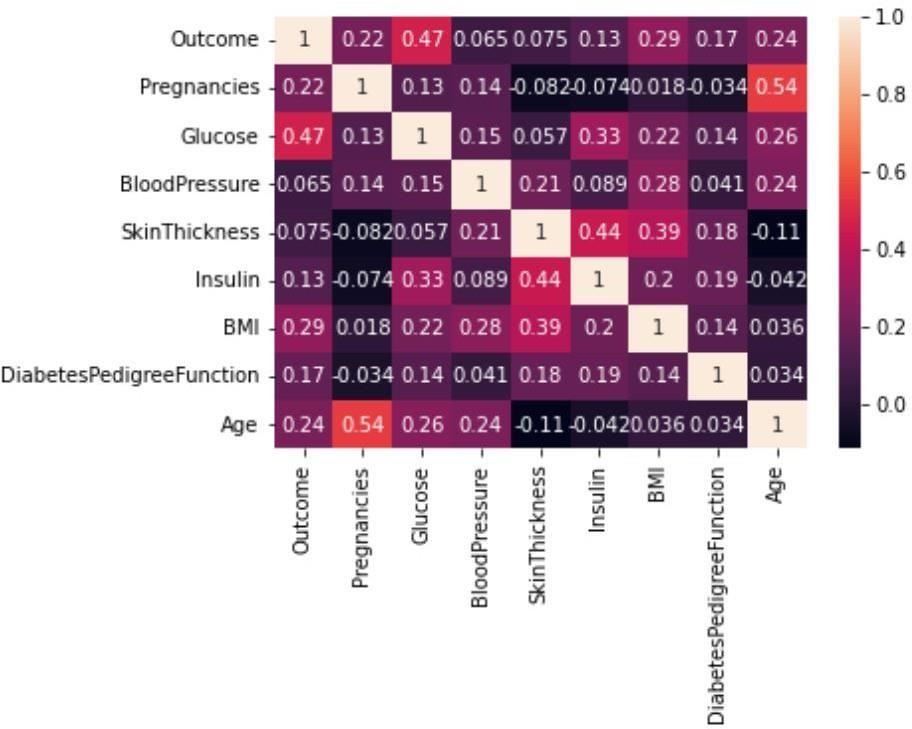 Outcome 1 0.22 0.47 0.065 0.075 0.13 0.29 0.17 0.24
Pregnancies 0.22 1 0.13 0.14 -0.082 -0.074 0.018 -0.034 0.54
Glucose 0.47 0.13 1 0.15 0.057 0.33 0.22 0.14 0.26
BloodPressure 0.065 0.14 0.15 1 0.21 0.089 0.28 0.041 0.24
SkinThickness 0.075 -0.082 0.057 0.21 1 0.44 0.39 0.18 -0.11
Insulin 0.13 -0.074 0.33 0.089 0.44 1 0.2 0.19 -0.042
BMI 0.29 0.018 0.22 0.28 0.39 0.2 1 0.14 0.036
DiabetesPedigreeFunction 0.17 -0.034 0.14 0.041 0.18 0.19 0.14 1 0.034
Age 0.24 0.54 0.26 0.24 -0.11 -0.042 0.036 0.034 1
Outcome
Pregnancies
Glucose
BloodPressure
SkinThickness
Insulin
BMI
DiabetesPedigreeFunction
Age
1.0
0.8
0.6
0.4
0.2
0.0